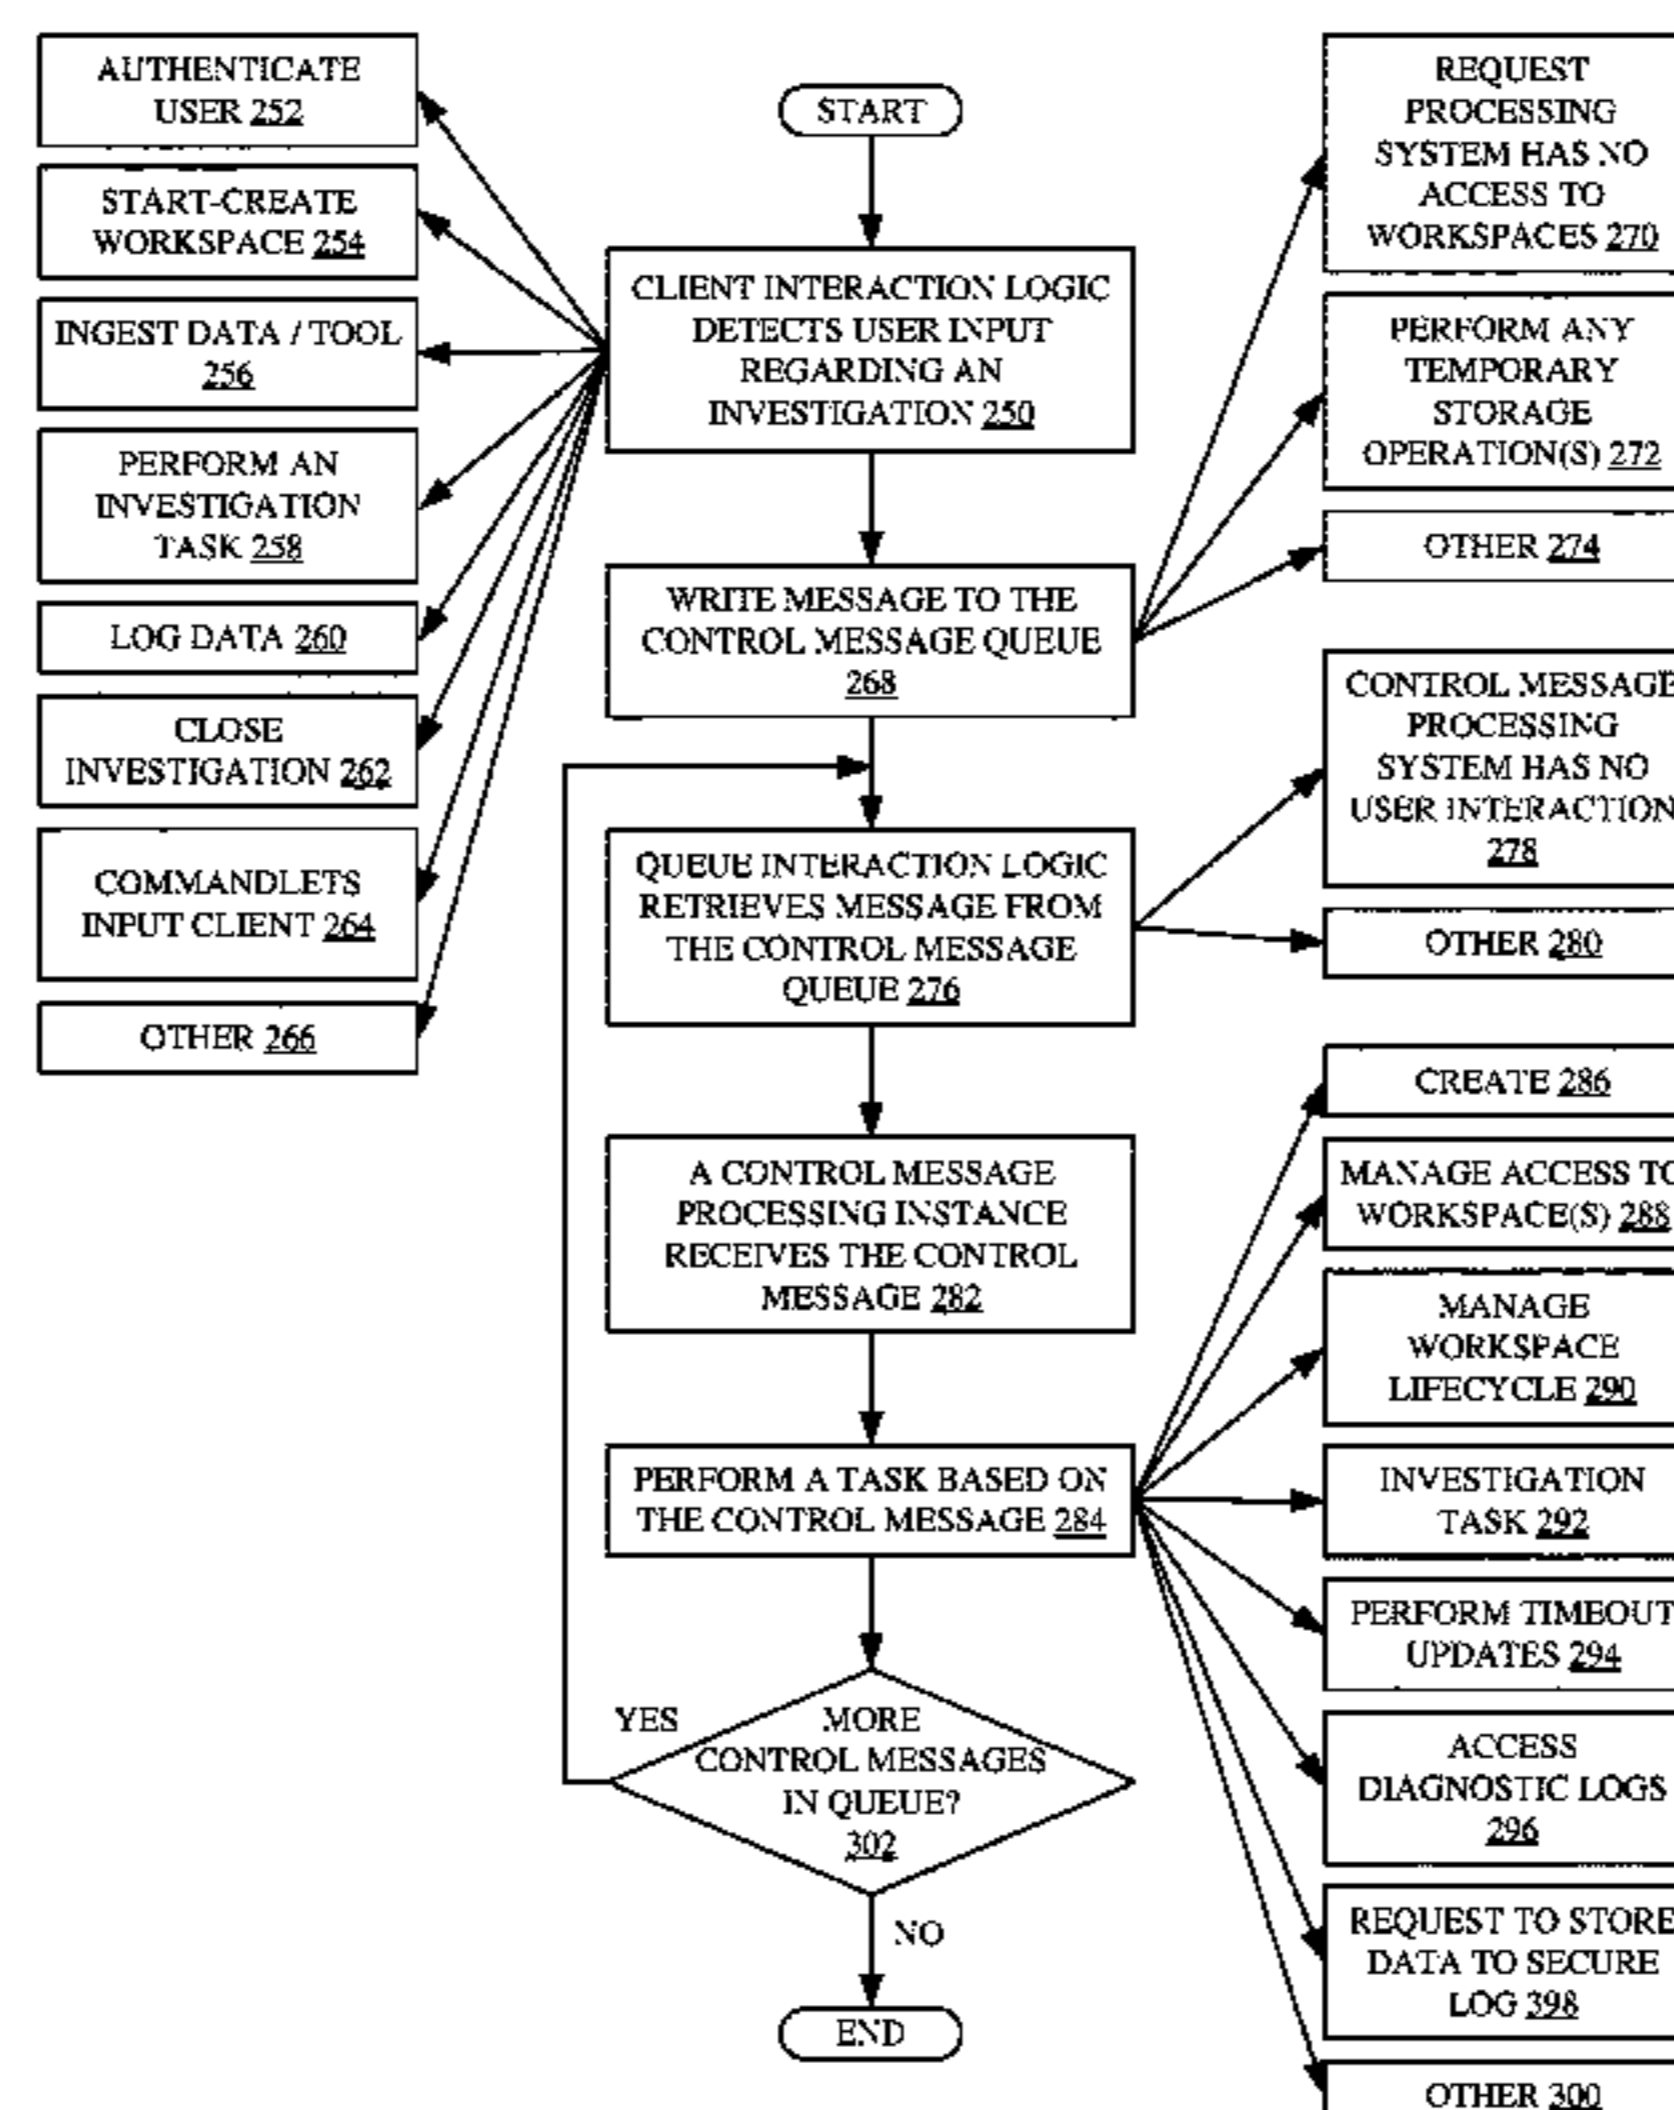 AUTHENTICATE
USER 252
START-CREATE
WORKSPACE 254
INGEST DATA / TOOL
256
PERFORM AN
INVESTIGATION
TASK 258
LOG DATA 260
CLOSE
INVESTIGATION 262
COMMANDLETS
INPUT CLIENT 264
OTHER 266
START
CLIENT INTERACTION LOGIC
DETECTS USER INPUT
REGARDING AN
INVESTIGATION 250
WRITE MESSAGE TO THE
CONTROL MESSAGE QUEUE
268
QUEUE INTERACTION LOGIC
RETRIEVES MESSAGE FROM
THE CONTROL MESSAGE
QUEUE 276
A CONTROL MESSAGE
PROCESSING INSTANCE
RECEIVES THE CONTROL
MESSAGE 282
PERFORM A TASK BASED ON
THE CONTROL MESSAGE 284
YES
MORE
CONTROL MESSAGES
IN QUEUE?
302
NO
END
REQUEST
PROCESSING
SYSTEM HAS NO
ACCESS TO
WORKSPACES 270
PERFORM ANY
TEMPORARY
STORAGE
OPERATION(S) 272
OTHER 274
CONTROL MESSAGE
PROCESSING
SYSTEM HAS NO
USER INTERACTION
278
OTHER 280
CREATE 286
MANAGE ACCESS TO
WORKSPACE(S) 288
MANAGE
WORKSPACE
LIFECYCLE 290
INVESTIGATION
TASK 292
PERFORM TIMEOUT
UPDATES 294
ACCESS
DIAGNOSTIC LOGS
296
REQUEST TO STORE
DATA TO SECURE
LOG 398
OTHER 300